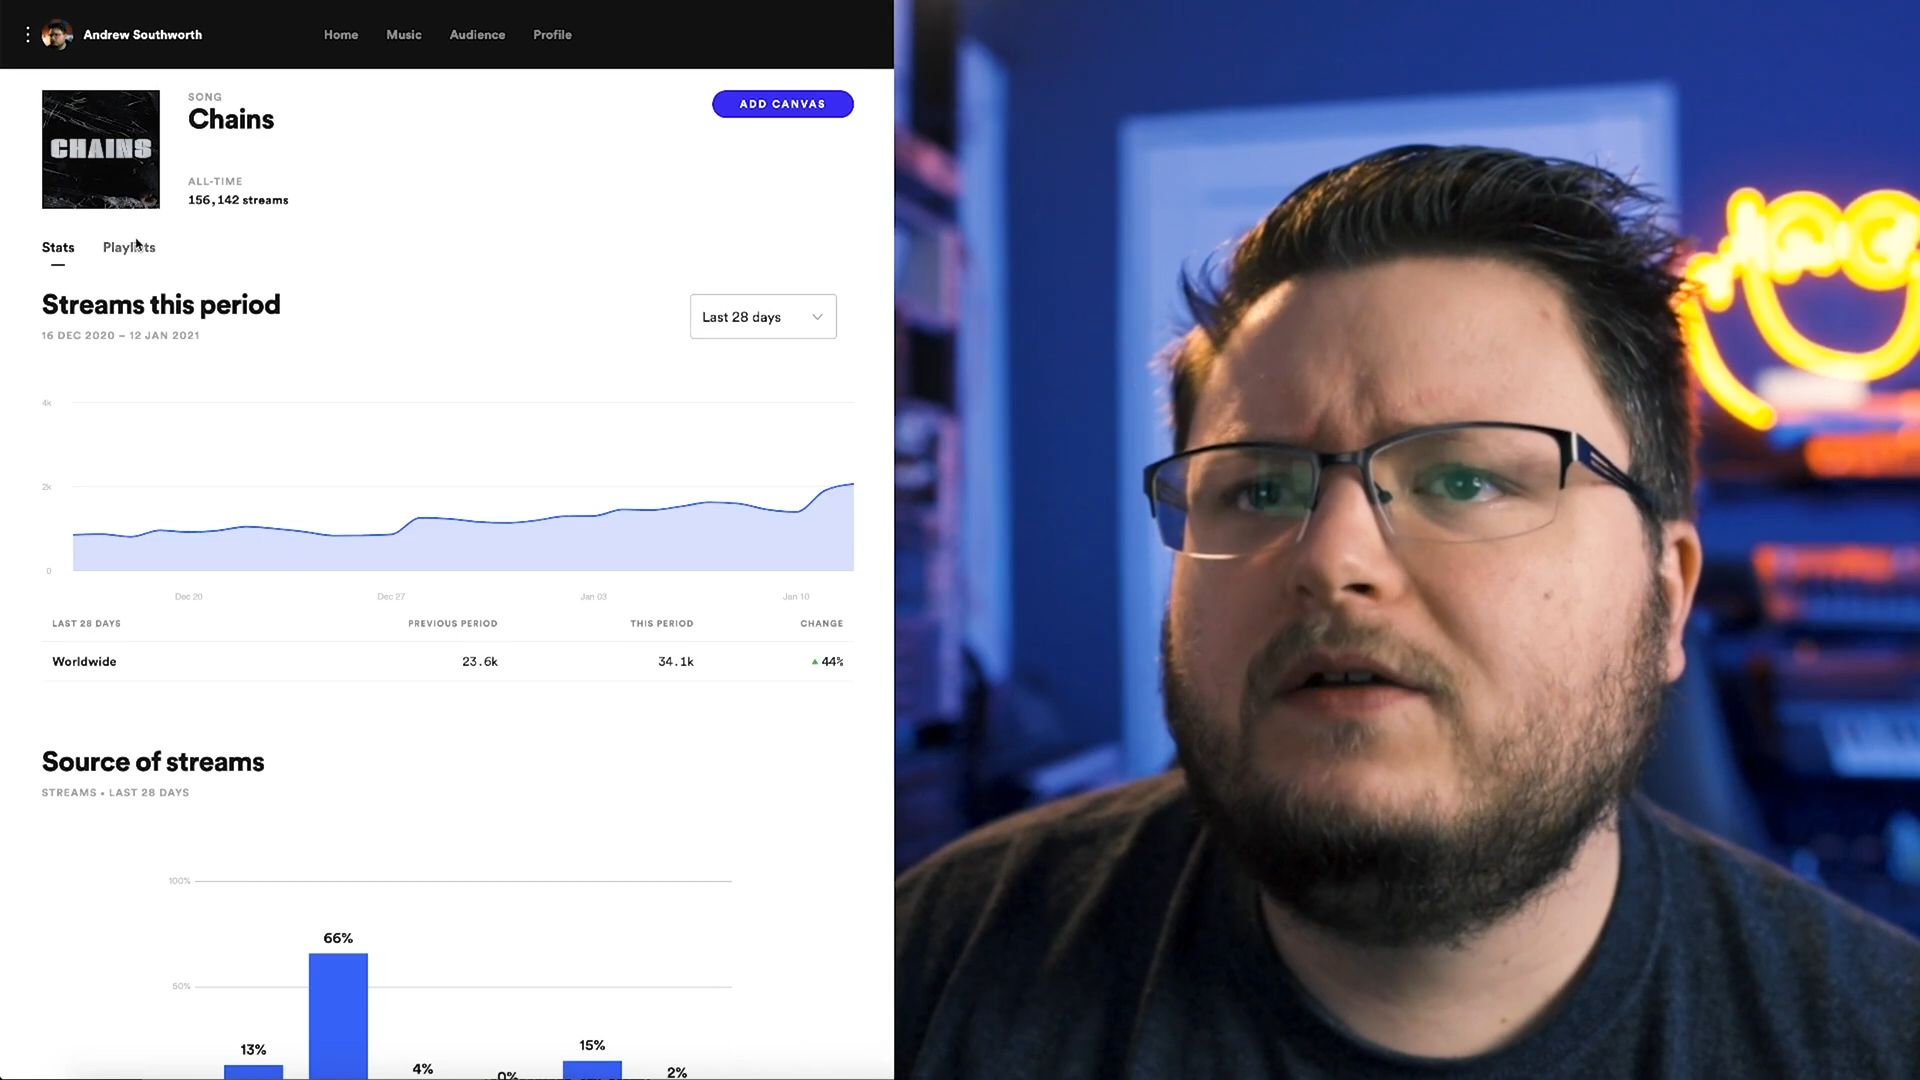 Andrew Southworth
Home Music Audience Profile
CHAINS
SONG
Chains
ADD CANVAS
ALL-TIME
156,142 streams
Stats Playlists
Streams this period
16 DEC 2020 – 12 JAN 2021
Last 28 days
4k
2k
0
Dec 20 Dec 27 Jan 03 Jan 10
LAST 28 DAYS PREVIOUS PERIOD THIS PERIOD CHANGE
Worldwide 23.6k 34.1k 44%
Source of streams
STREAMS • LAST 28 DAYS
100%
66%
50%
13% 4% 0% 15% 2%